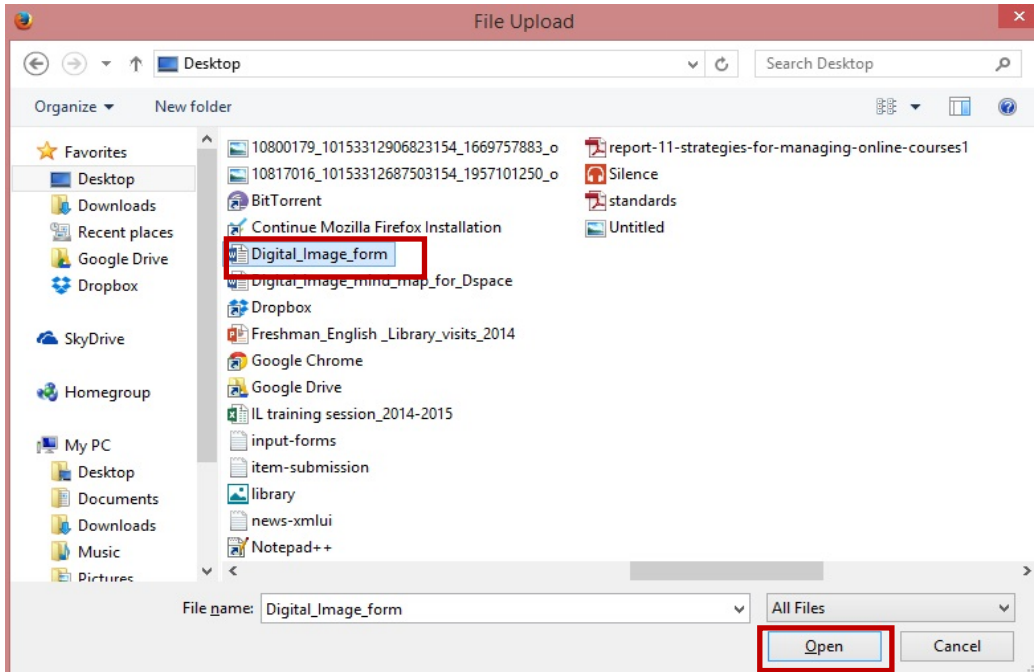 File Upload
Desktop
Search Desktop
Organize
New folder
Favorites
Desktop
Downloads
Recent places
Google Drive
Dropbox
SkyDrive
Homegroup
My PC
Desktop
Documents
Downloads
Music
Pictures
10800179_10153312906823154_1669757883_o
10817016_10153312687503154_1957101250_o
BitTorrent
Continue Mozilla Firefox Installation
Digital_Image_form
Digital_Image_mind_map_for_Dspace
Dropbox
Freshman_English _Library_visits_2014
Google Chrome
Google Drive
IL training session_2014-2015
input-forms
item-submission
library
news-xmlui
Notepad++
report-11-strategies-for-managing-online-courses1
Silence
standards
Untitled
File name: Digital_Image_form
All Files
Open
Cancel